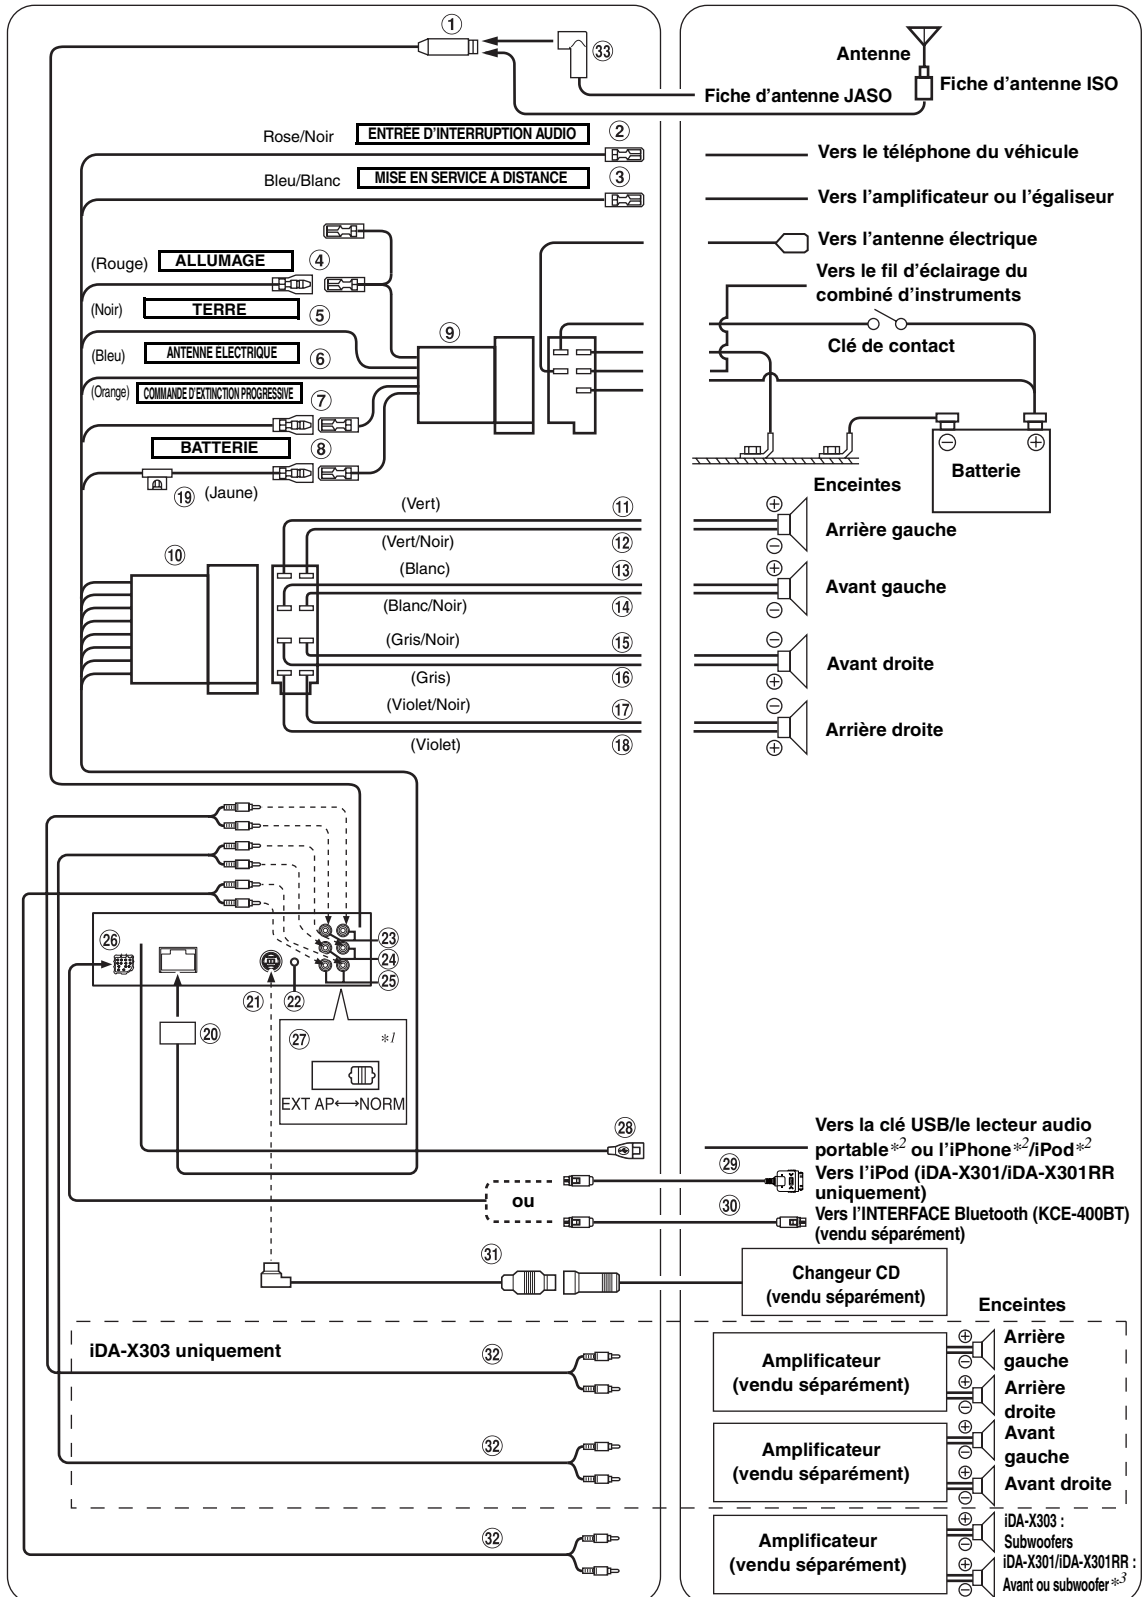 ①
㉝
Antenne
Fiche d'antenne ISO
Fiche d'antenne JASO
Rose/Noir ENTREE D'INTERRUPTION AUDIO ②
Vers le téléphone du véhicule
Bleu/Blanc MISE EN SERVICE A DISTANCE ③
Vers l'amplificateur ou l'égaliseur
Vers l'antenne électrique
(Rouge) ALLUMAGE ④
Vers le fil d'éclairage du
combiné d'instruments
(Noir) TERRE ⑤
⑨
Clé de contact
(Bleu) ANTENNE ELECTRIQUE ⑥
(Orange) COMMANDE D'EXTINCTION PROGRESSIVE ⑦
BATTERIE ⑧
⊖ ⊕
Batterie
⑲ (Jaune)
Enceintes
(Vert) ⑪ ⊕
Arrière gauche
(Vert/Noir) ⑫ ⊖
⑩
(Blanc) ⑬ ⊕
Avant gauche
(Blanc/Noir) ⑭ ⊖
(Gris/Noir) ⑮ ⊖
Avant droite
(Gris) ⑯ ⊕
(Violet/Noir) ⑰ ⊖
Arrière droite
(Violet) ⑱ ⊕
㉖
㉓
㉔
㉕
㉑ ㉒
⑳
㉗ *1
EXT AP←→NORM
㉘
Vers la clé USB/le lecteur audio
portable*2 ou l'iPhone*2/iPod*2
㉙
Vers l'iPod (iDA-X301/iDA-X301RR
uniquement)
ou
㉚
Vers l'INTERFACE Bluetooth (KCE-400BT)
(vendu séparément)
㉛
Changeur CD
(vendu séparément)
Enceintes
iDA-X303 uniquement ㉜
Amplificateur
(vendu séparément)
⊕ ⊖
Arrière
gauche
⊕ ⊖
Arrière
droite
㉜
Amplificateur
(vendu séparément)
⊕ ⊖
Avant
gauche
⊕ ⊖
Avant droite
㉜
Amplificateur
(vendu séparément)
⊕ ⊖
iDA-X303 :
Subwoofers
⊕ ⊖
iDA-X301/iDA-X301RR :
Avant ou subwoofer*3